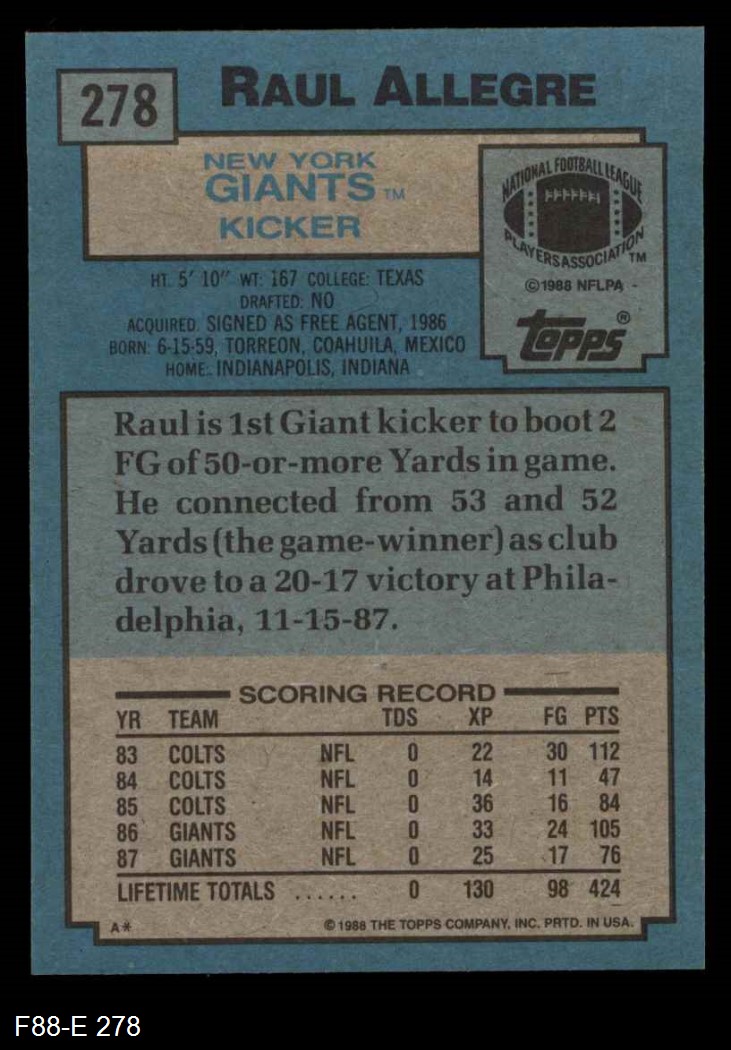 278
RAUL ALLEGRE
NEW YORK
GIANTS™
KICKER
NATIONAL FOOTBALL LEAGUE
PLAYERS ASSOCIATION™
©1988 NFLPA
topps®
HT: 5' 10" WT: 167 COLLEGE: TEXAS
DRAFTED: NO
ACQUIRED: SIGNED AS FREE AGENT, 1986
BORN: 6-15-59, TORREON, COAHUILA, MEXICO
HOME: INDIANAPOLIS, INDIANA
Raul is 1st Giant kicker to boot 2
FG of 50-or-more Yards in game.
He connected from 53 and 52
Yards (the game-winner) as club
drove to a 20-17 victory at Phila-
delphia, 11-15-87.
SCORING RECORD
YR TEAM TDS XP FG PTS
83 COLTS NFL 0 22 30 112
84 COLTS NFL 0 14 11 47
85 COLTS NFL 0 36 16 84
86 GIANTS NFL 0 33 24 105
87 GIANTS NFL 0 25 17 76
LIFETIME TOTALS ...... 0 130 98 424
A* © 1988 THE TOPPS COMPANY, INC. PRTD. IN USA.
F88-E 278